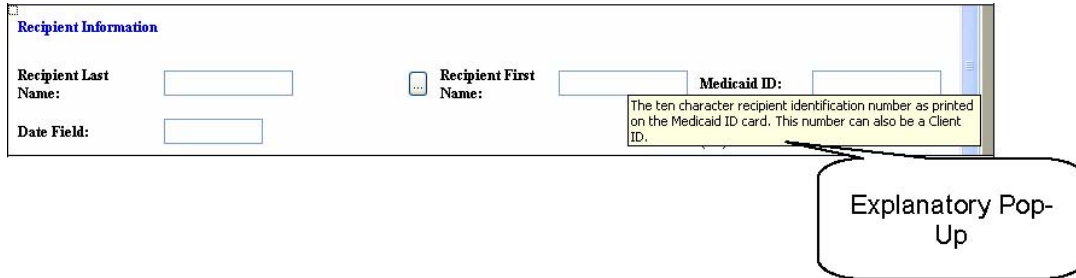 Recipient Information
Recipient Last
Name:
...
Recipient First
Name:
Medicaid ID:
The ten character recipient identification number as printed
on the Medicaid ID card. This number can also be a Client
ID.
Date Field:
Explanatory Pop-
Up